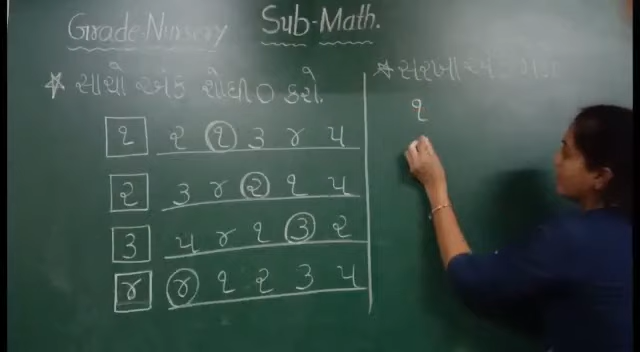 Grade-Nursery Sub-Math.
* સાચો અંક શોધી ૦ કરો.
૧ ૨ ૧ ૩ ૪ ૫
૨ ૩ ૪ ૨ ૧ ૫
૩ ૫ ૪ ૧ ૩ ૨
૪ ૪ ૧ ૨ ૩ ૫
* સરખા
૧